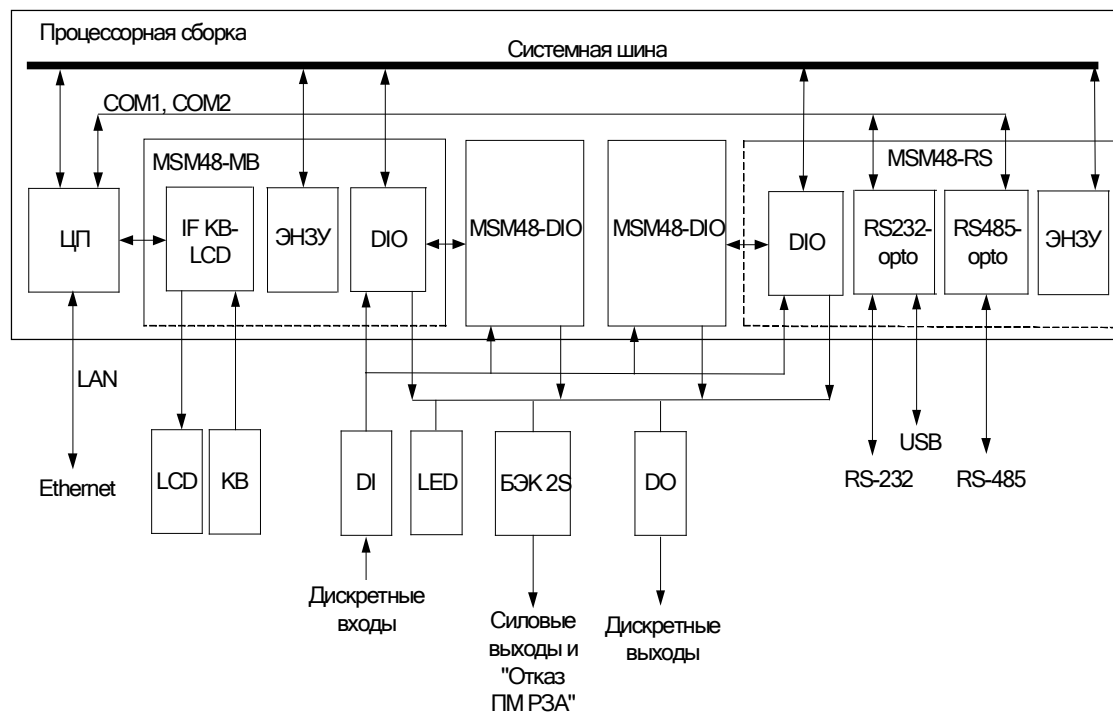 Процессорная сборка
Системная шина
COM1, COM2
MSM48-MB
MSM48-RS
ЦП
IF KB-
LCD
ЭНЗУ
DIO
MSM48-DIO
MSM48-DIO
DIO
RS232-
opto
RS485-
opto
ЭНЗУ
LAN
Ethernet
LCD
KB
DI
LED
БЭК 2S
DO
USB
RS-232
RS-485
Дискретные
входы
Силовые
выходы и
"Отказ
ПМ РЗА"
Дискретные
выходы